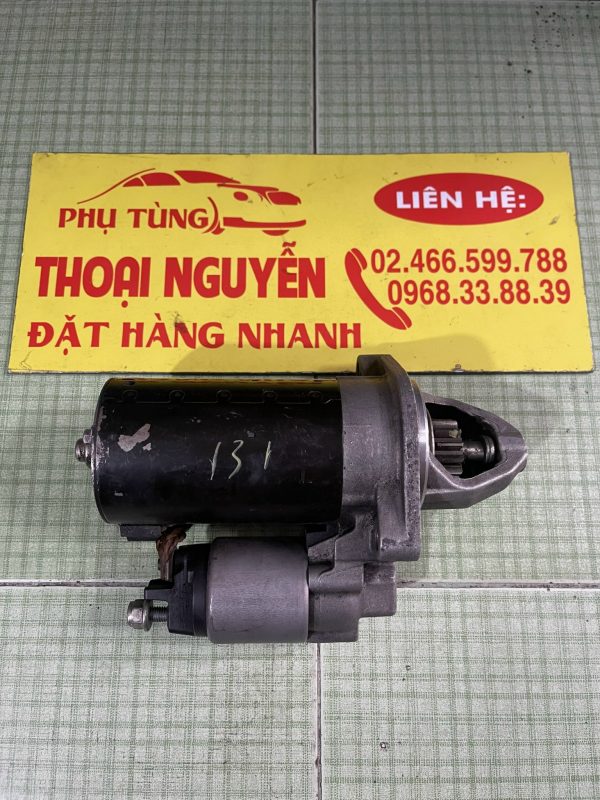 PHỤ TÙNG
LIÊN HỆ:
THOẠI NGUYỄN
02.466.599.788
0968.33.88.39
ĐẶT HÀNG NHANH
131